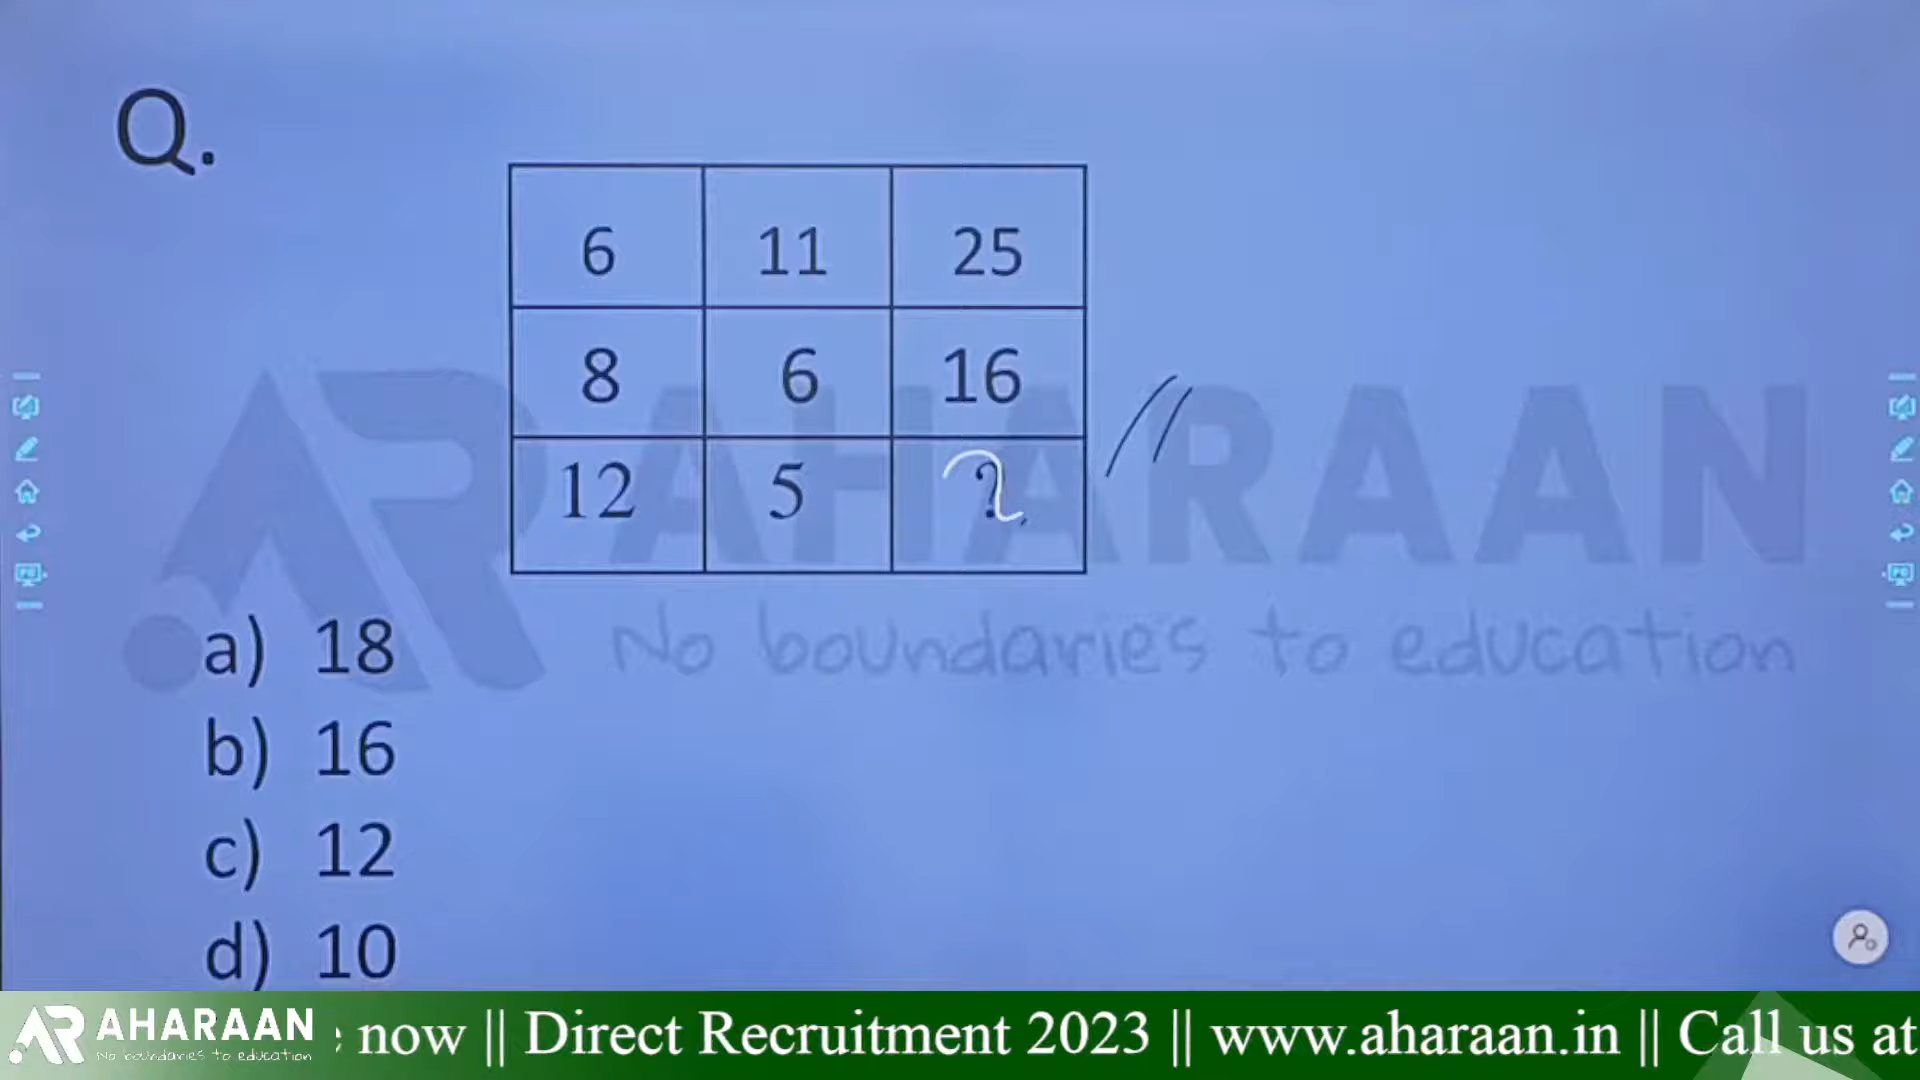 Q.
6 11 25
8 6 16
12 5 ?
AHARAAN
No boundaries to education
a) 18
b) 16
c) 12
d) 10
AHARAAN
No boundaries to education
now || Direct Recruitment 2023 || www.aharaan.in || Call us at